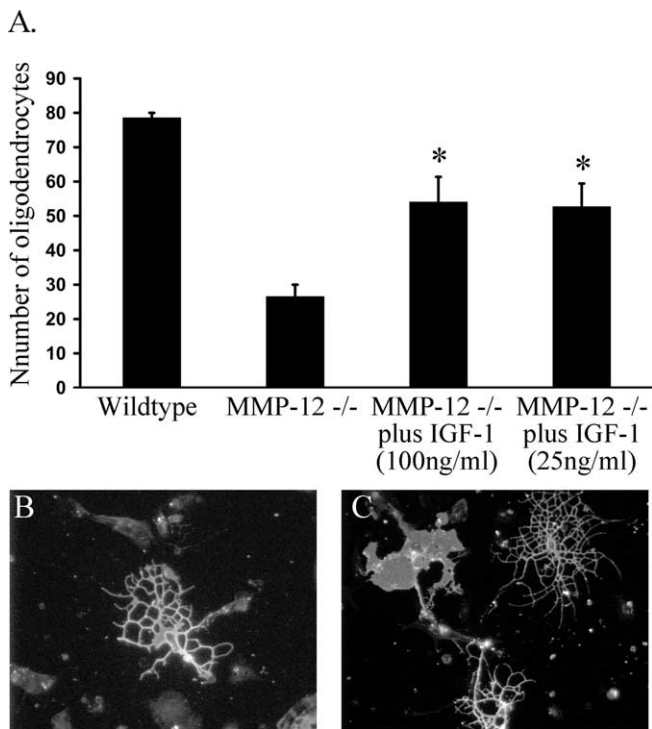 A.
Nnumber of oligodendrocytes
90
80
70
60
50
40
30
20
10
0
*
*
Wildtype
MMP-12 -/-
MMP-12 -/-
plus IGF-1
(100ng/ml)
MMP-12 -/-
plus IGF-1
(25ng/ml)
B
C